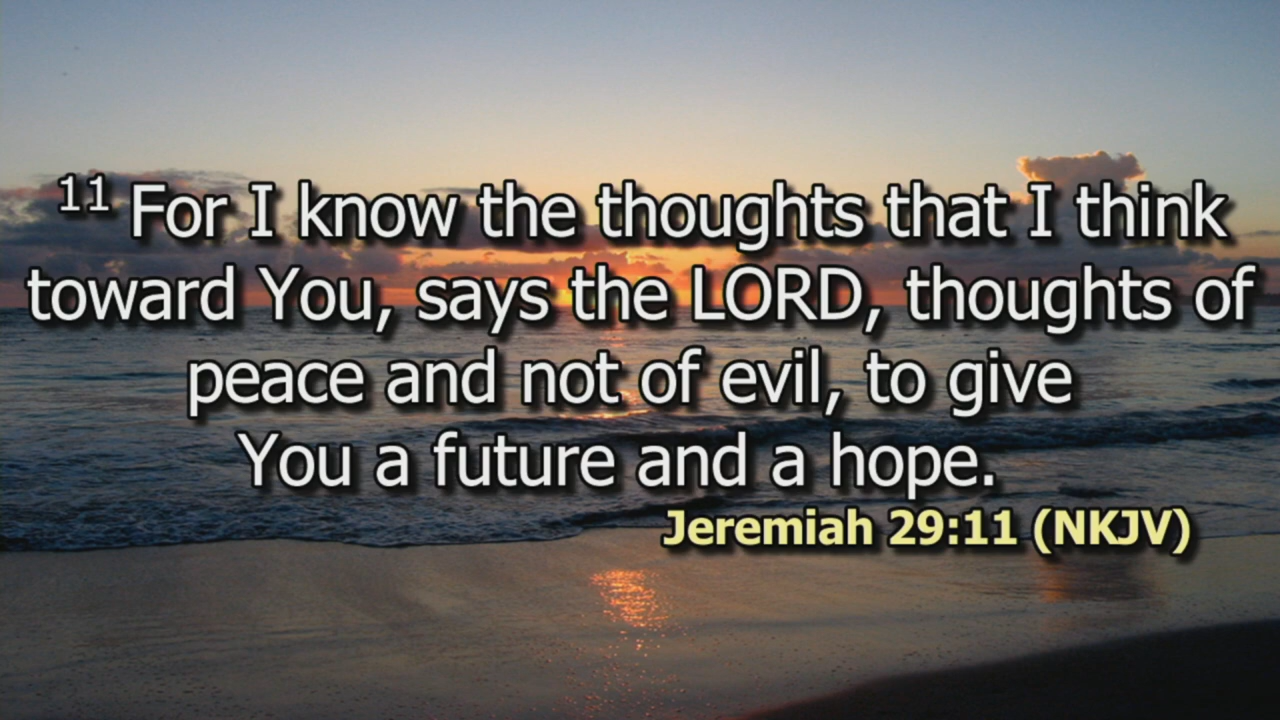 11 For I know the thoughts that I think
toward You, says the LORD, thoughts of
peace and not of evil, to give
You a future and a hope.
Jeremiah 29:11 (NKJV)